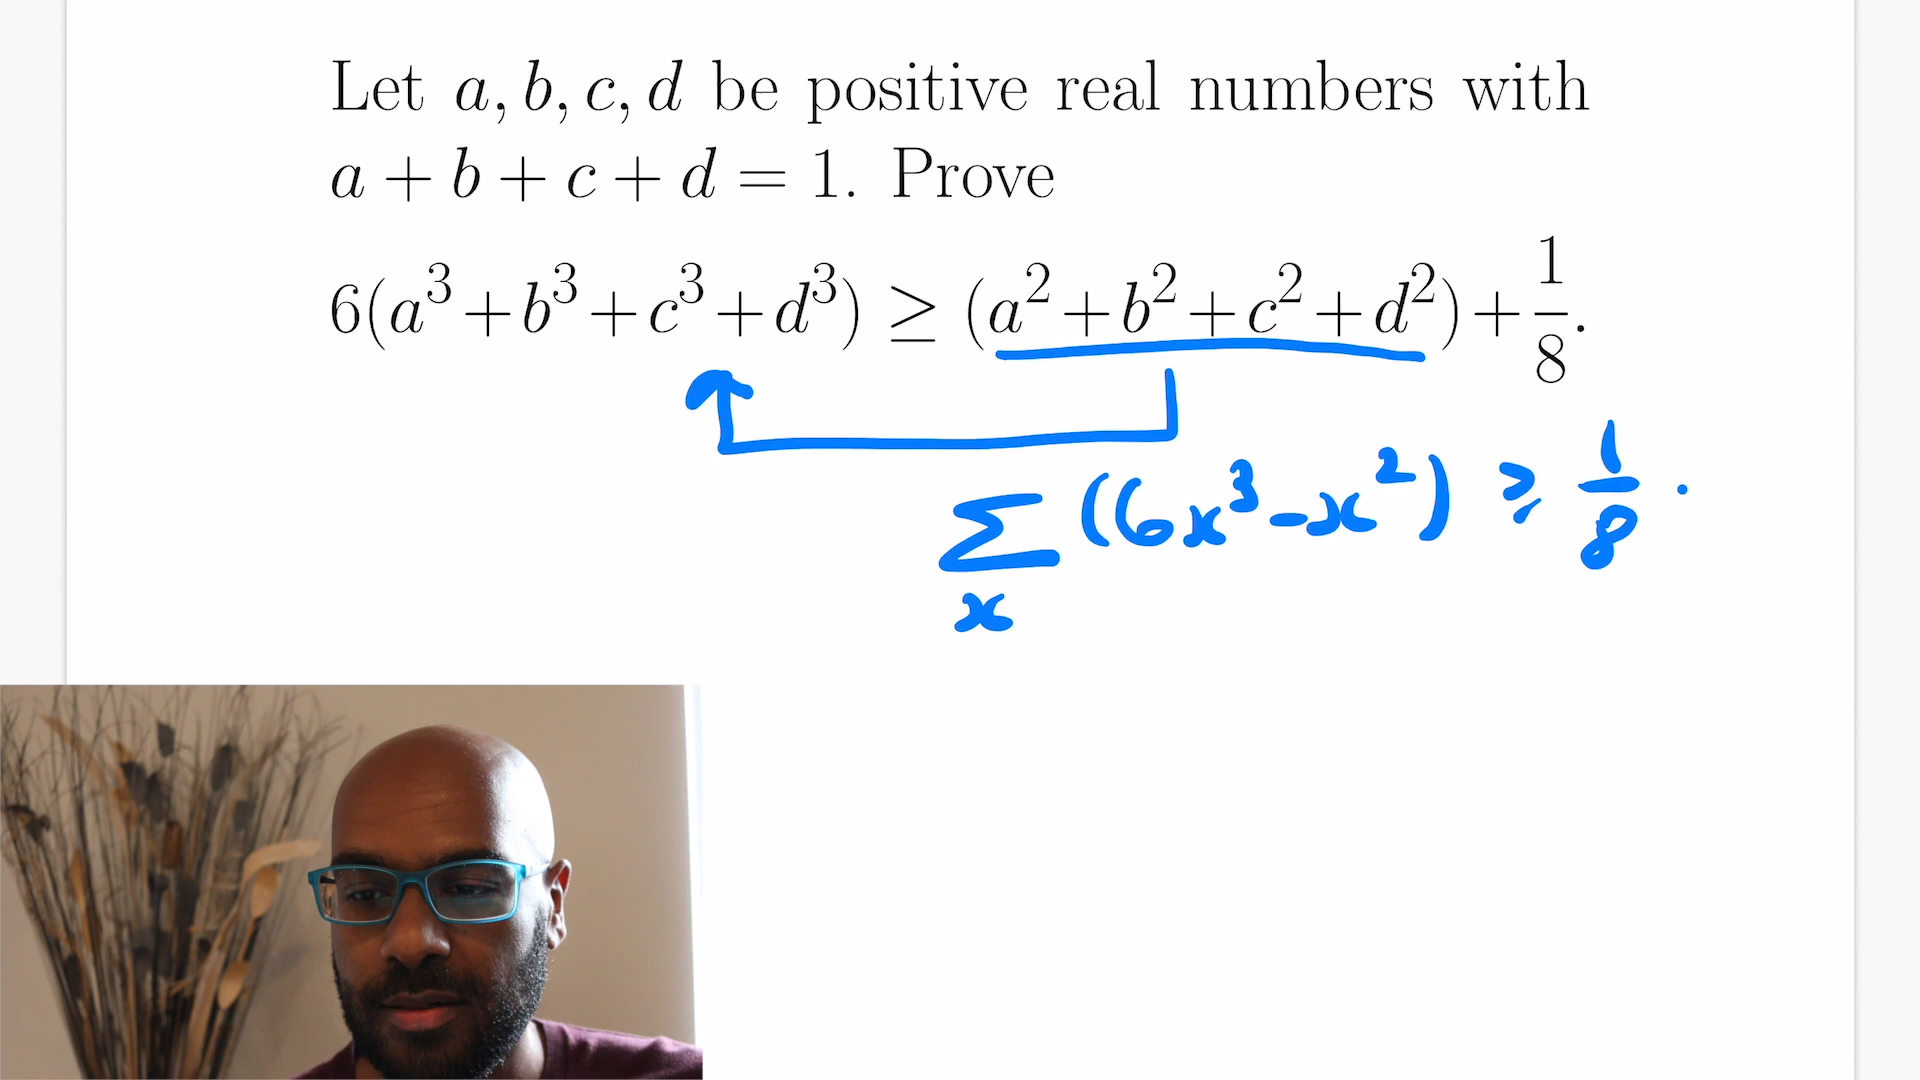 Let a, b, c, d be positive real numbers with
a + b + c + d = 1. Prove
6(a³+b³+c³+d³) ≥ (a²+b²+c²+d²)+1/8.
∑ₓ (6x³-x²) ≥ 1/8.